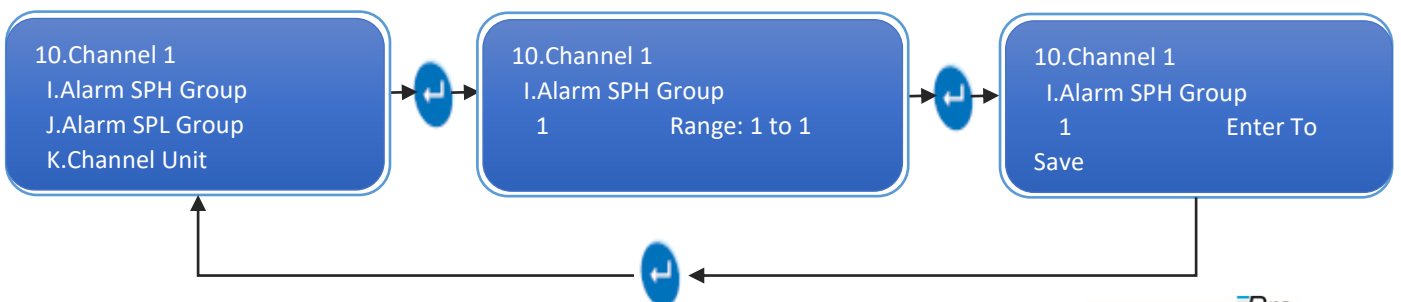 10.Channel 1
I.Alarm SPH Group
J.Alarm SPL Group
K.Channel Unit
10.Channel 1
I.Alarm SPH Group
1 Range: 1 to 1
10.Channel 1
I.Alarm SPH Group
1 Enter To
Save